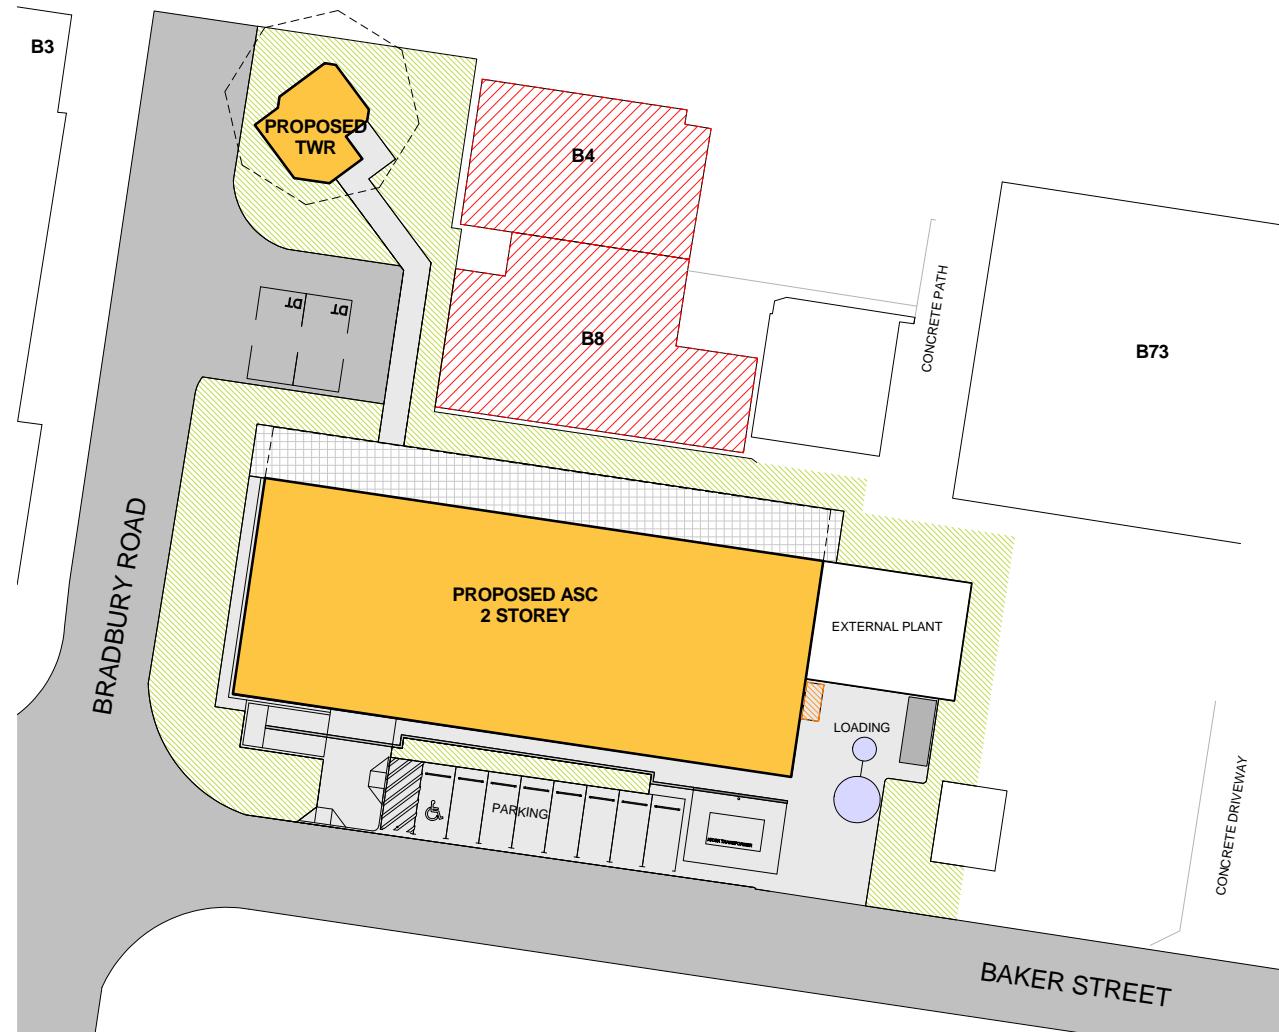 B3
PROPOSED
TWR
B4
DT
DT
B8
CONCRETE PATH
B73
BRADBURY ROAD
PROPOSED ASC
2 STOREY
EXTERNAL PLANT
LOADING
PARKING
CONCRETE DRIVEWAY
BAKER STREET